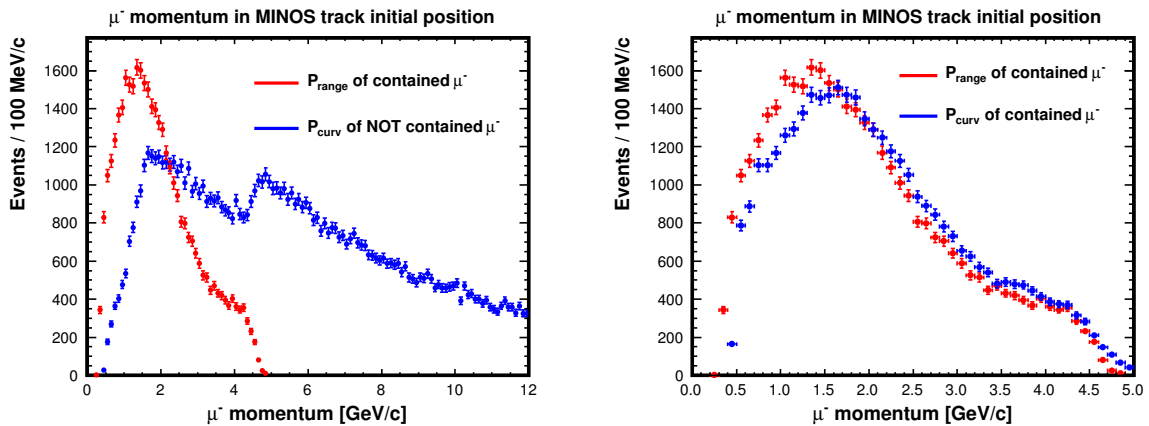 μ⁻ momentum in MINOS track initial position
Events / 100 MeV/c
1600
1400
1200
1000
800
600
400
200
0
P_range of contained μ⁻
P_curv of NOT contained μ⁻
0 2 4 6 8 10 12
μ⁻ momentum [GeV/c]
μ⁻ momentum in MINOS track initial position
Events / 100 MeV/c
1600
1400
1200
1000
800
600
400
200
0
P_range of contained μ⁻
P_curv of contained μ⁻
0.0 0.5 1.0 1.5 2.0 2.5 3.0 3.5 4.0 4.5 5.0
μ⁻ momentum [GeV/c]